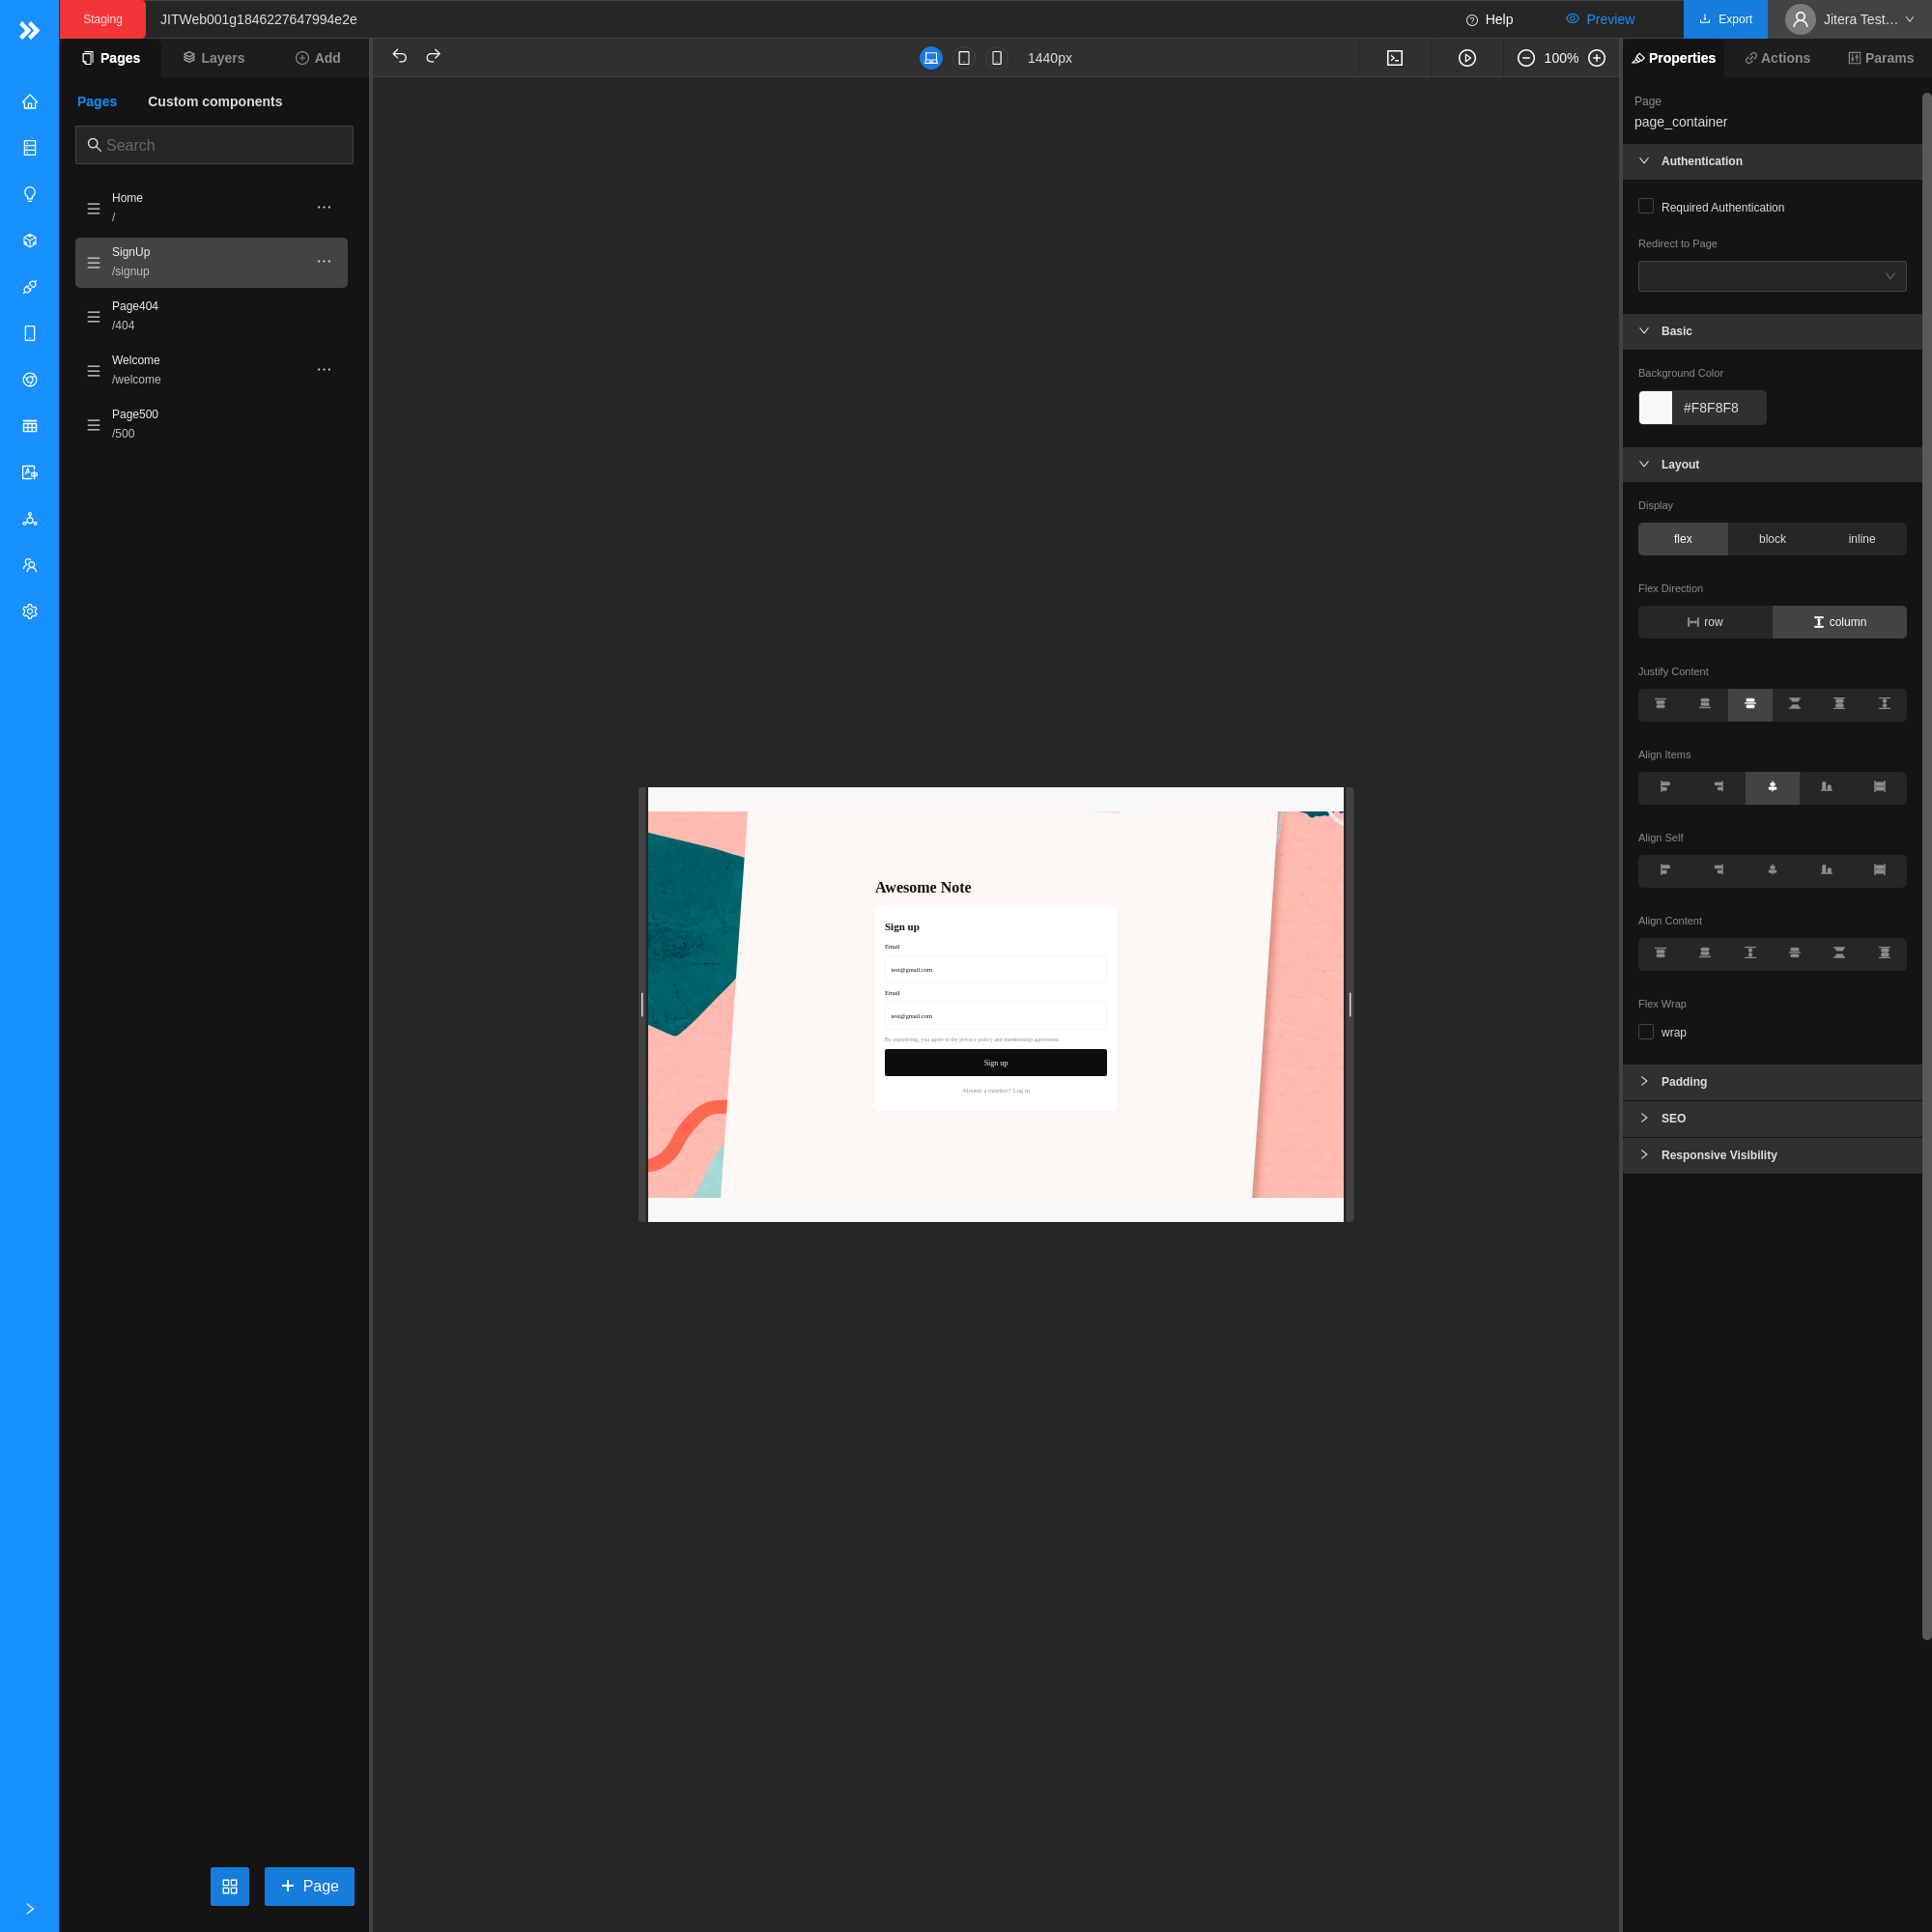 Staging
JITWeb001g1846227647994e2e
Help
Preview
Export
Jitera Test…
Pages
Layers
Add
1440px
100%
Properties
Actions
Params
Pages
Custom components
Search
Home
/
SignUp
/signup
Page404
/404
Welcome
/welcome
Page500
/500
Page
Awesome Note
Sign up
Email
test@gmail.com
Email
test@gmail.com
By registering, you agree to the privacy policy and membership agreement.
Sign up
Already a member? Log in
Page
page_container
Authentication
Required Authentication
Redirect to Page
Basic
Background Color
#F8F8F8
Layout
Display
flex
block
inline
Flex Direction
row
column
Justify Content
Align Items
Align Self
Align Content
Flex Wrap
wrap
Padding
SEO
Responsive Visibility